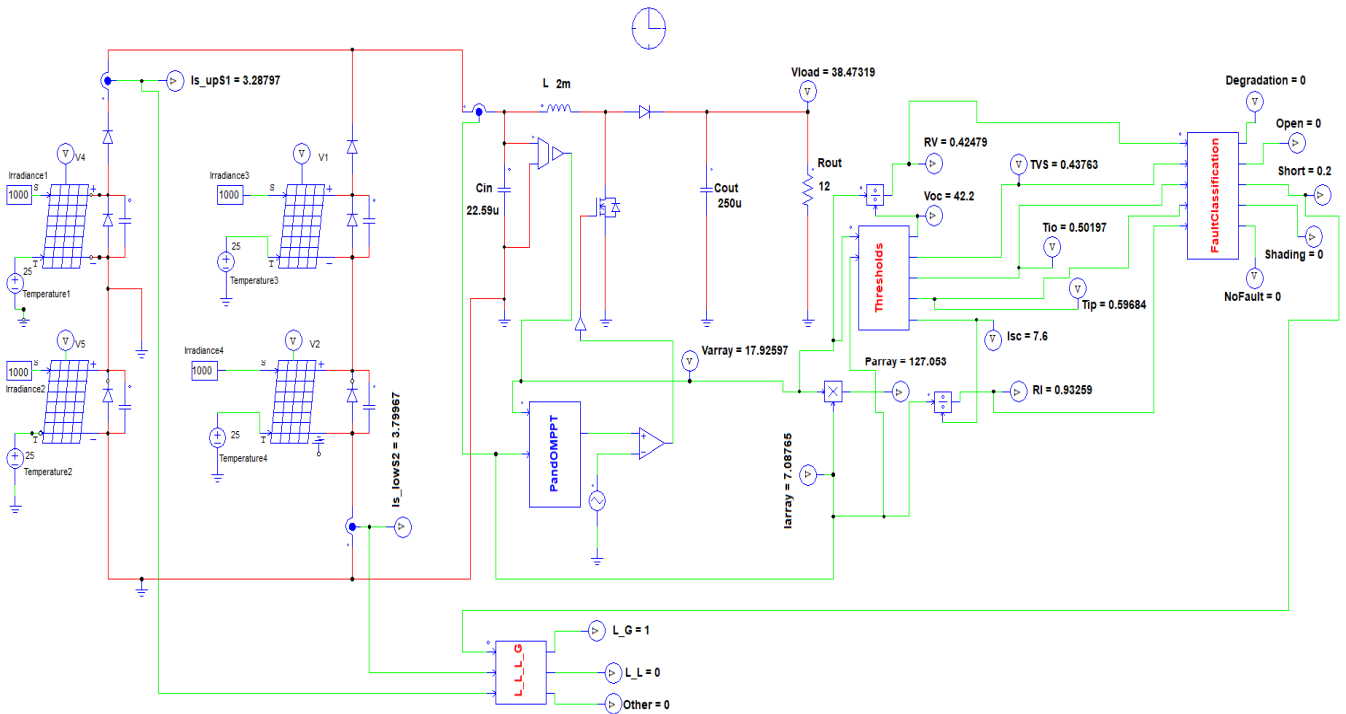 Is_upS1 = 3.28797
V4
Irradiance1
1000
S
+
T
−
25
Temperature1
V1
Irradiance3
1000
S
+
T
−
25
Temperature3
V5
Irradiance2
1000
S
+
T
−
25
Temperature2
V2
Irradiance4
1000
S
+
T
25
Temperature4
Is_lowS2 = 3.79967
L 2m
Cin
22.59u
Cout
250u
Vload = 38.47319
V
Rout
12
RV = 0.42479
Voc = 42.2
TVS = 0.43763
Tio = 0.50197
Tip = 0.59684
Isc = 7.6
Thresholds
Varray = 17.92597
Parray = 127.053
RI = 0.93259
Iarray = 7.08765
PandOMPPT
Degradation = 0
Open = 0
Short = 0.2
Shading = 0
NoFault = 0
FaultClassification
L_L_L_G
L_G = 1
L_L = 0
Other = 0